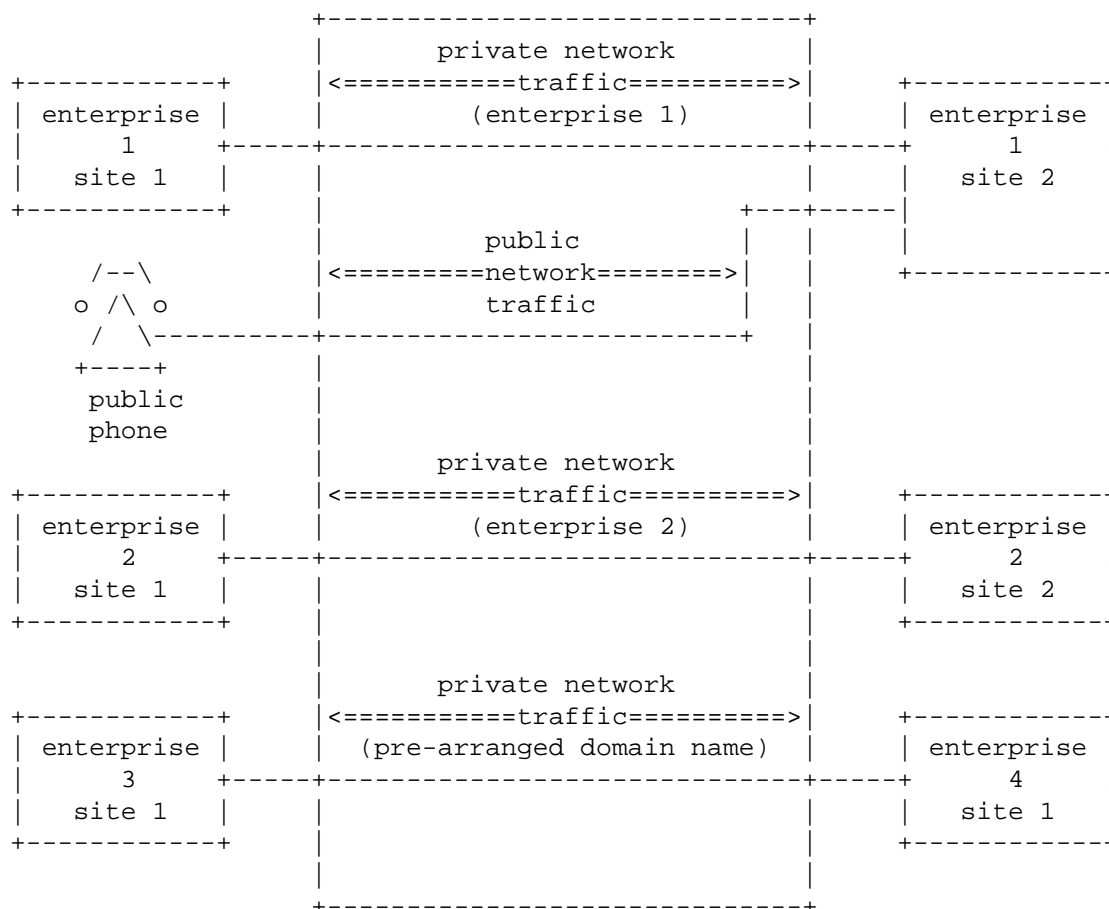 +-------------------------------+
                          |       private network         |
+------------+      |<===========traffic==========>|      +-------------
| enterprise |      |         (enterprise 1)        |      | enterprise
|      1     +-----+-------------------------------+-----+      1
|   site 1   |      |                               |      |   site 2
+------------+      |                           +---+-----|
                    |          public           |   |      |
     /--\           |<=========network========>|   |      +-------------
    o /\ o          |          traffic          |   |
     /  \----------+---------------------------+   |
    +----+          |                               |
     public         |                               |
     phone          |                               |
                    |       private network         |
+------------+      |<===========traffic==========>|      +-------------
| enterprise |      |         (enterprise 2)        |      | enterprise
|      2     +-----+-------------------------------+-----+      2
|   site 1   |      |                               |      |   site 2
+------------+      |                               |      +-------------
                    |                               |
                    |       private network         |
+------------+      |<===========traffic==========>|      +-------------
| enterprise |      |  (pre-arranged domain name)   |      | enterprise
|      3     +-----+-------------------------------+-----+      4
|   site 1   |      |                               |      |   site 1
+------------+      |                               |      +-------------
                    |                               |
                    +-------------------------------+